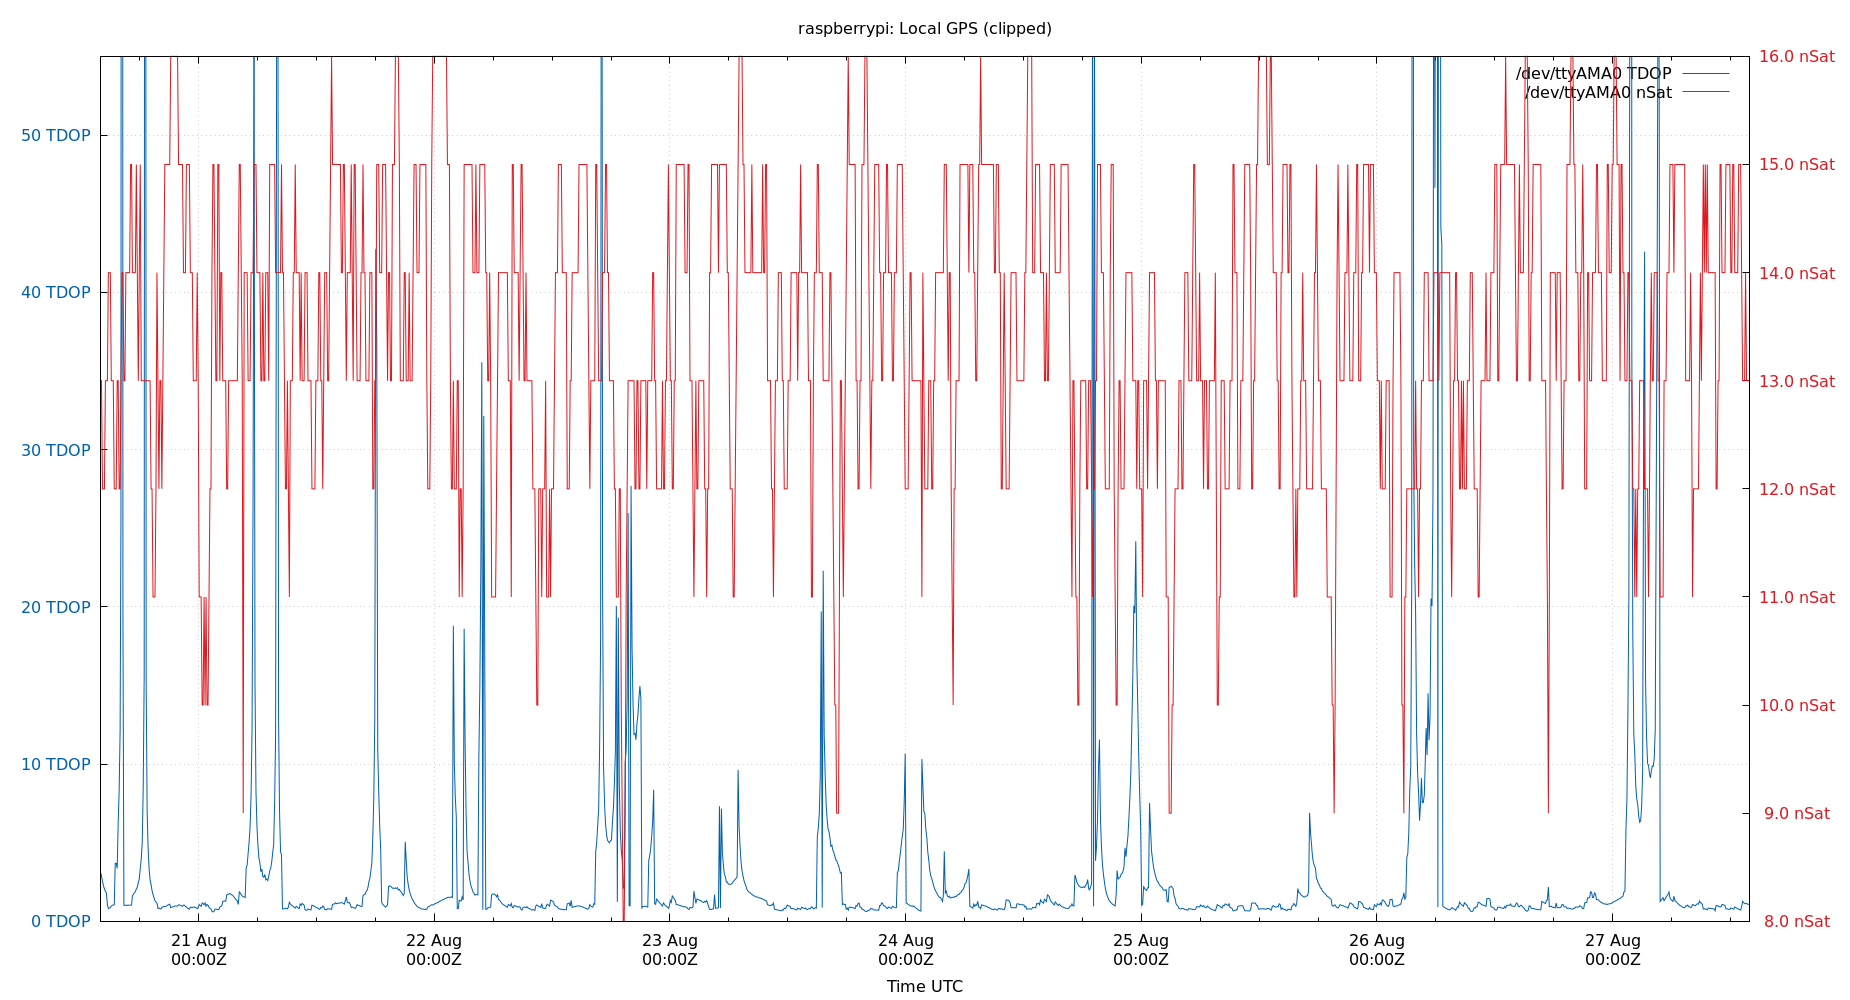 raspberrypi: Local GPS (clipped)
16.0 nSat
/dev/ttyAMA0 TDOP
/dev/ttyAMA0 nSat
50 TDOP
15.0 nSat
14.0 nSat
40 TDOP
13.0 nSat
30 TDOP
12.0 nSat
11.0 nSat
20 TDOP
10.0 nSat
10 TDOP
9.0 nSat
0 TDOP
8.0 nSat
21 Aug 22 Aug 23 Aug 24 Aug 25 Aug 26 Aug 27 Aug
00:00Z 00:00Z 00:00Z 00:00Z 00:00Z 00:00Z 00:00Z
Time UTC